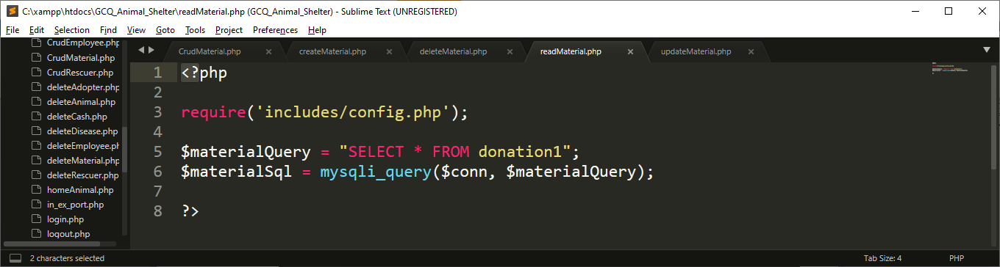 C:\xampp\htdocs\GCQ_Animal_Shelter\readMaterial.php (GCQ_Animal_Shelter) - Sublime Text (UNREGISTERED)
File Edit Selection Find View Goto Tools Project Preferences Help
CrudEmployee.php
CrudMaterial.php
CrudRescuer.php
deleteAdopter.php
deleteAnimal.php
deleteCash.php
deleteDisease.php
deleteEmployee.php
deleteMaterial.php
deleteRescuer.php
homeAnimal.php
in_ex_port.php
login.php
logout.php
CrudMaterial.php × createMaterial.php × deleteMaterial.php × readMaterial.php × updateMaterial.php ×
1 <?php
2
3 require('includes/config.php');
4
5 $materialQuery = "SELECT * FROM donation1";
6 $materialSql = mysqli_query($conn, $materialQuery);
7
8 ?>
2 characters selected Tab Size: 4 PHP